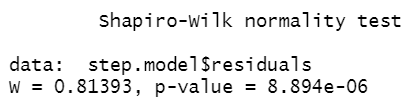 Shapiro-Wilk normality test
data:  step.model$residuals
W = 0.81393, p-value = 8.894e-06